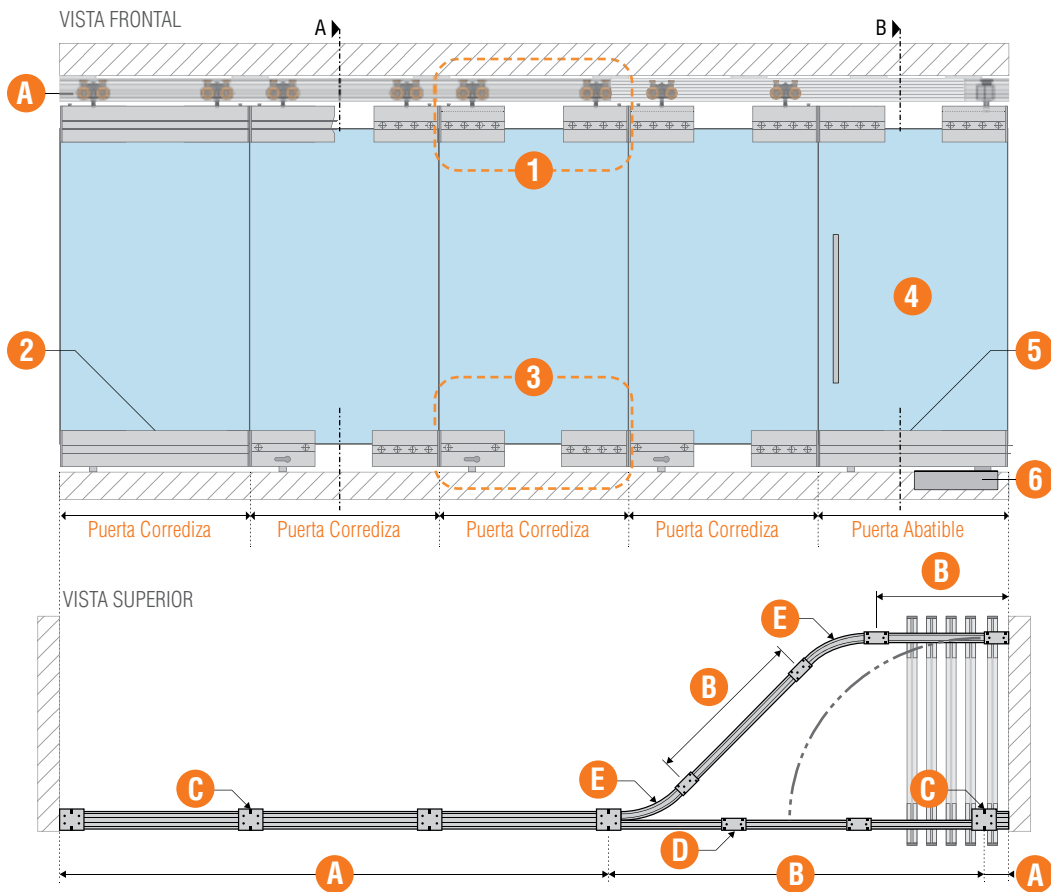 VISTA FRONTAL
A B
A
1
2
3
4
5
6
Puerta Corrediza Puerta Corrediza Puerta Corrediza Puerta Corrediza Puerta Abatible
VISTA SUPERIOR
B
E
B
E
C
C
D
A B A